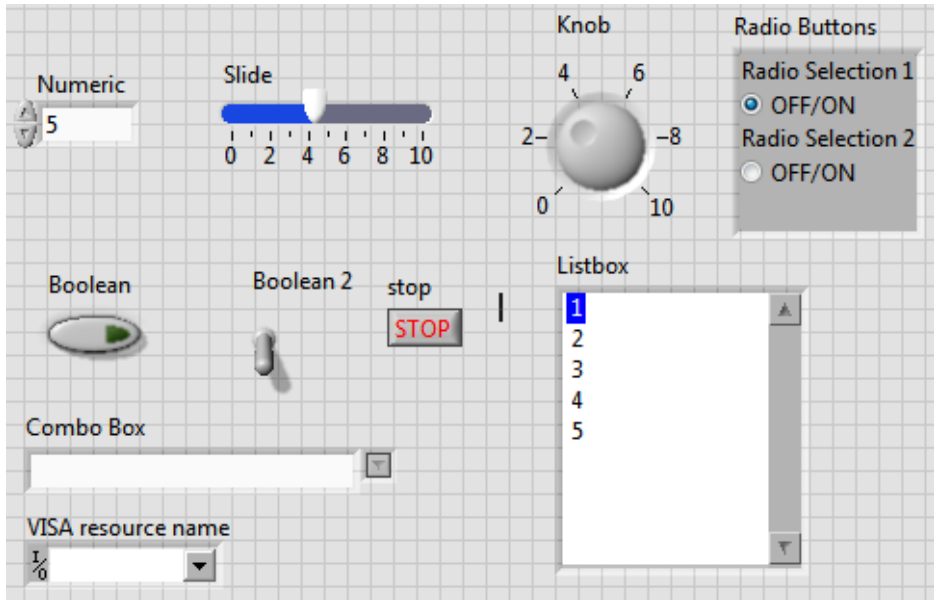 Numeric
5
Slide
0 2 4 6 8 10
Knob
4 6
2 8
0 10
Radio Buttons
Radio Selection 1
OFF/ON
Radio Selection 2
OFF/ON
Boolean
Boolean 2
stop
STOP
Listbox
1
2
3
4
5
Combo Box
VISA resource name
I/O